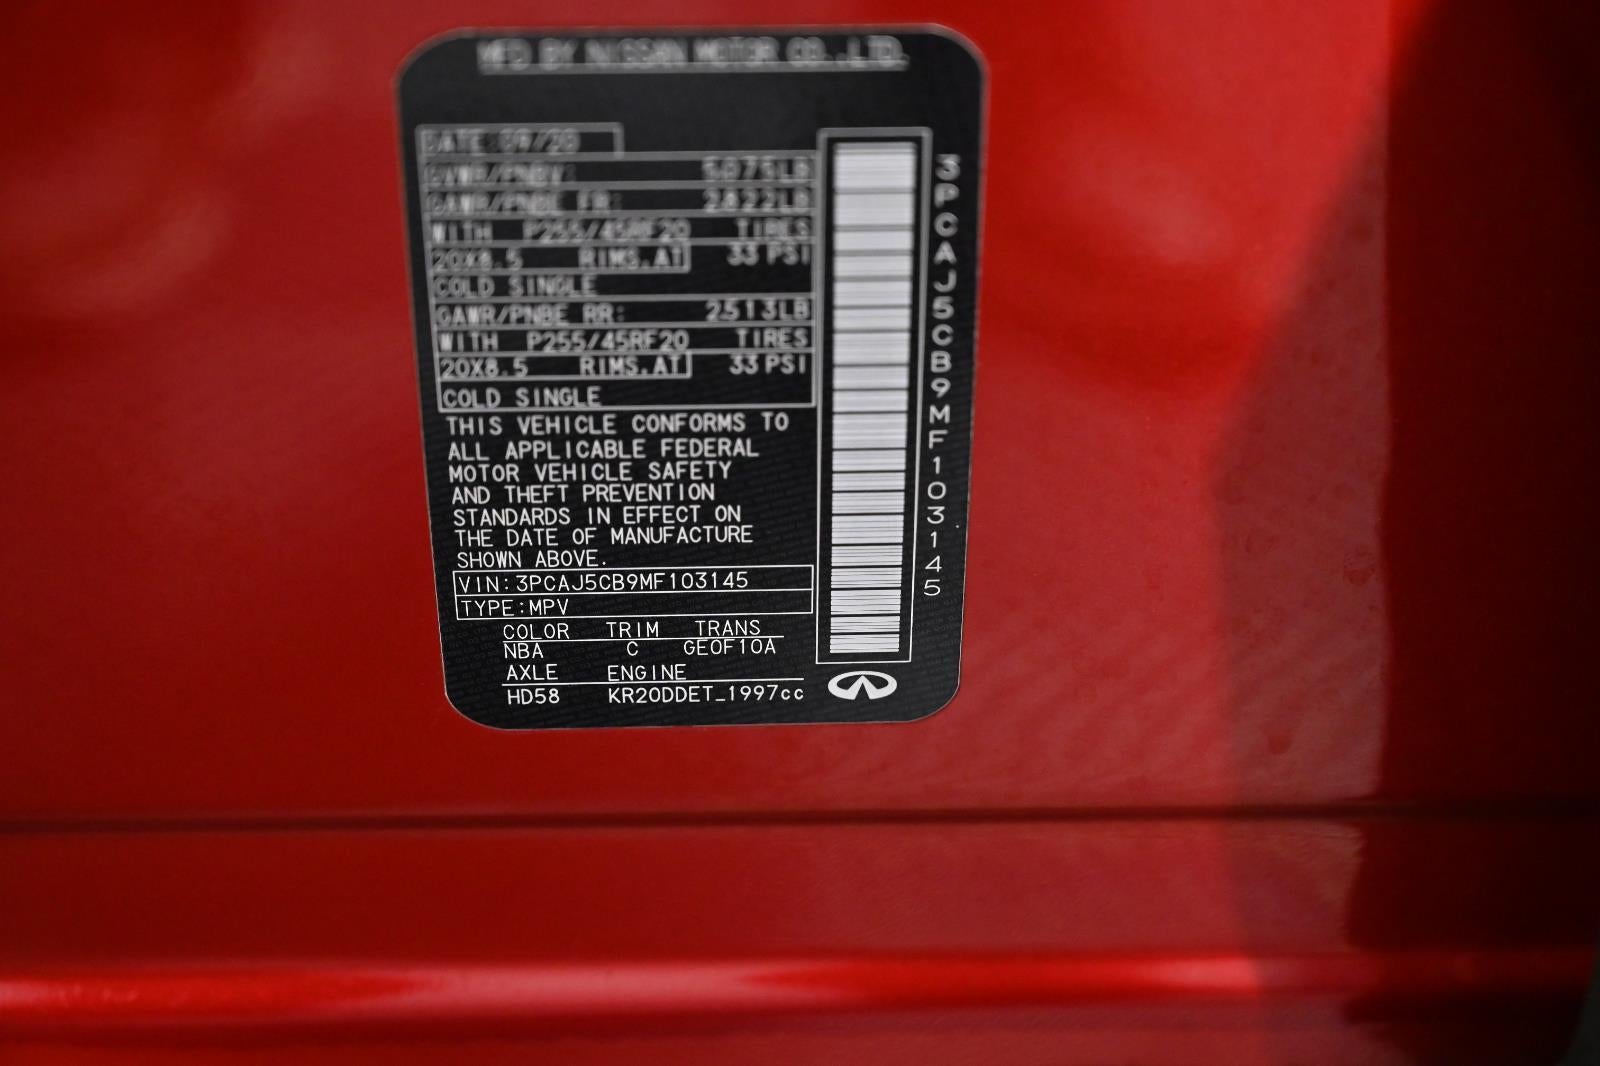 MFD BY NISSAN MOTOR CO.,LTD.
DATE:09/20
GVWR/PNBV: 5073LB
GAWR/PNBE FR: 2822LB
WITH P255/45RF20 TIRES
20X8.5 RIMS,AT 33 PSI
COLD SINGLE
GAWR/PNBE RR: 2513LB
WITH P255/45RF20 TIRES
20X8.5 RIMS,AT 33 PSI
COLD SINGLE
THIS VEHICLE CONFORMS TO
ALL APPLICABLE FEDERAL
MOTOR VEHICLE SAFETY
AND THEFT PREVENTION
STANDARDS IN EFFECT ON
THE DATE OF MANUFACTURE
SHOWN ABOVE.
VIN:3PCAJ5CB9MF103145
TYPE:MPV
COLOR TRIM TRANS
NBA C GEOF10A
AXLE ENGINE
HD58 KR20DDET_1997cc
3PCAJ5CB9MF103145